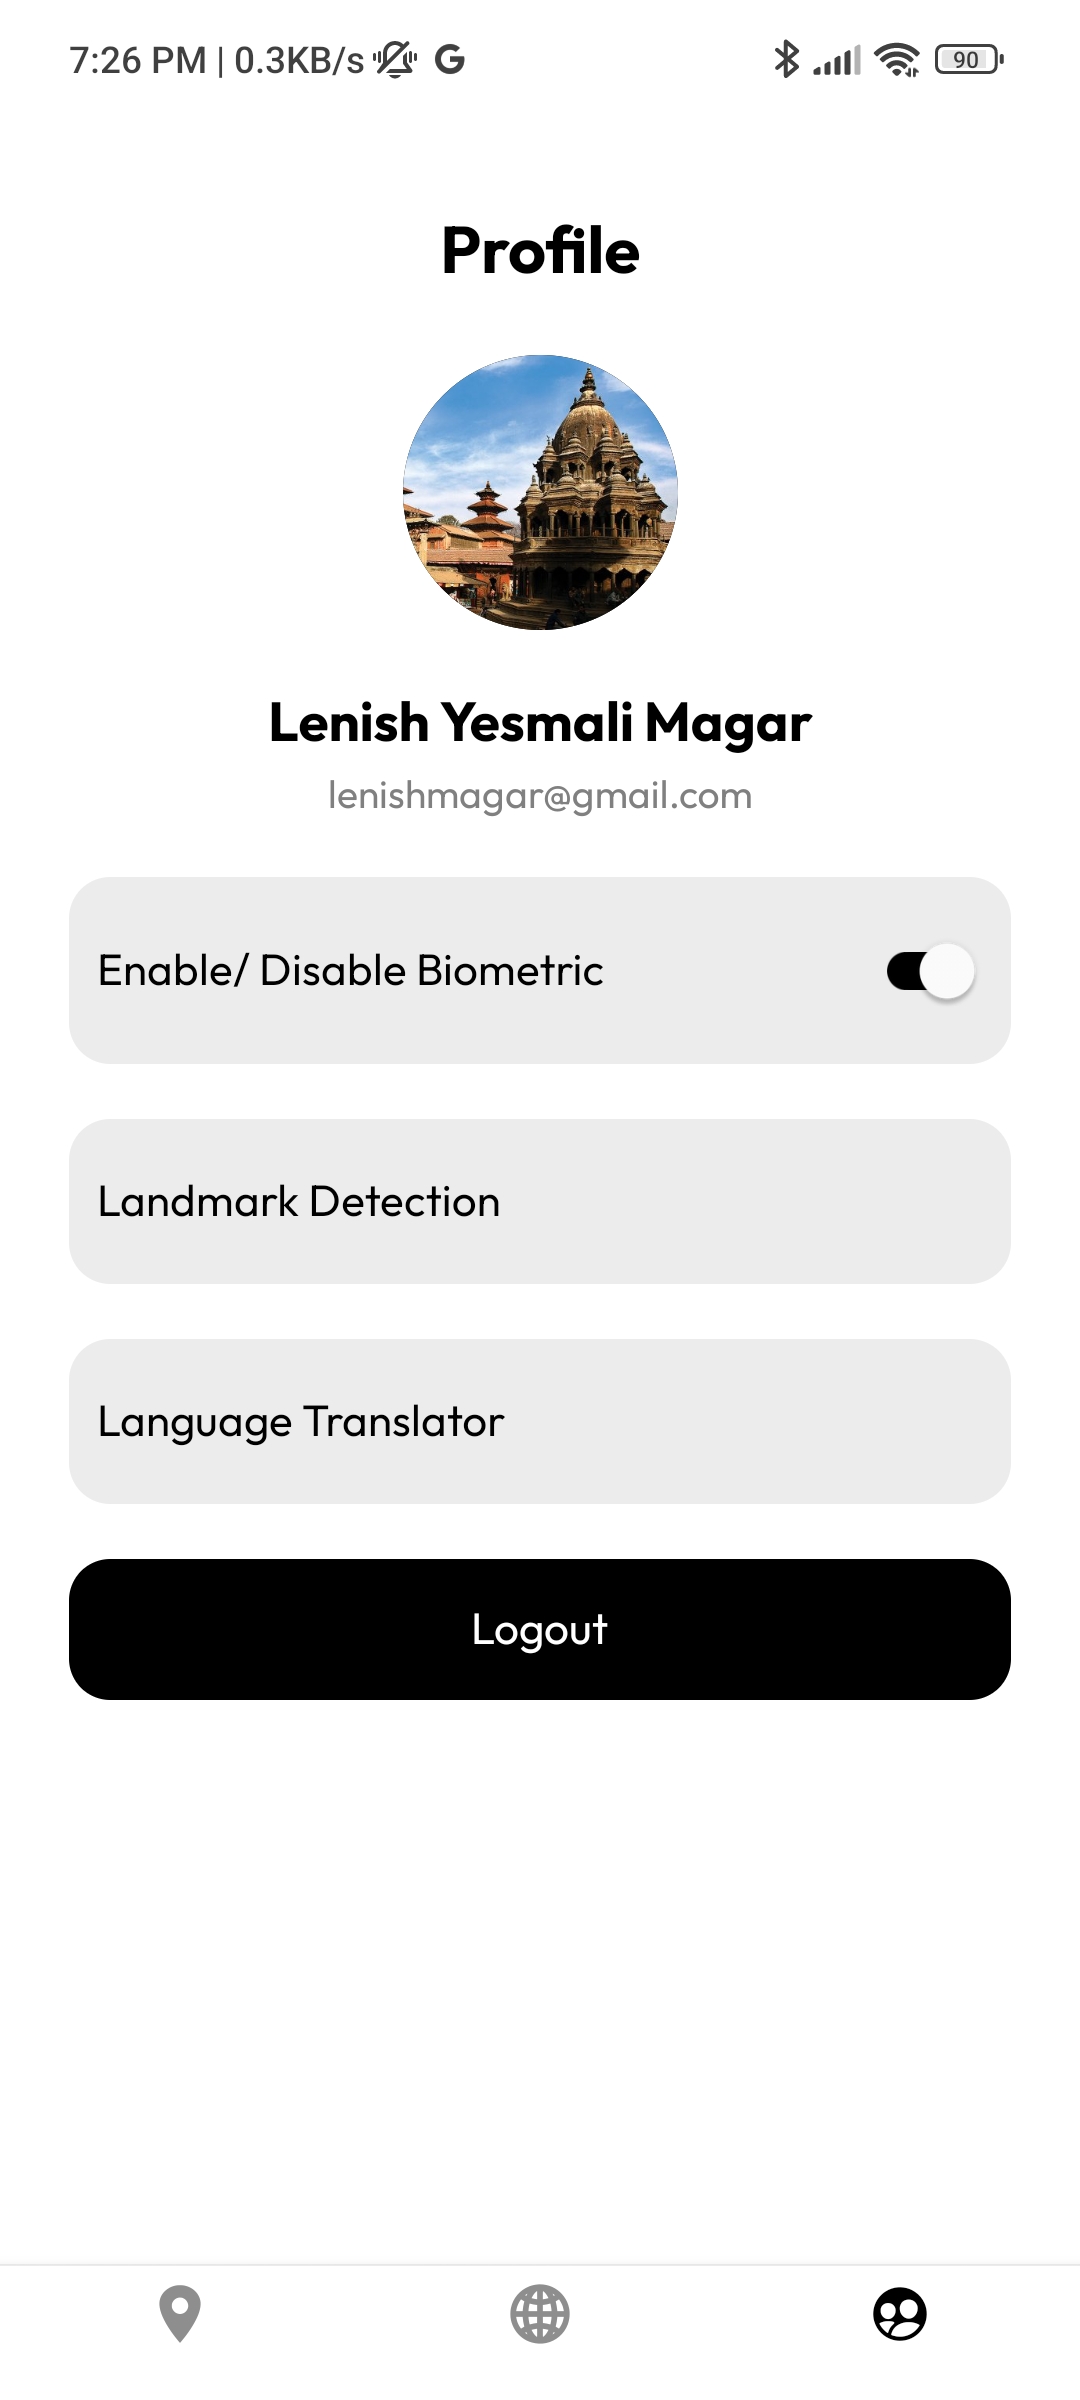 7:26 PM | 0.3KB/s G 90
Profile
Lenish Yesmali Magar
lenishmagar@gmail.com
Enable/ Disable Biometric
Landmark Detection
Language Translator
Logout